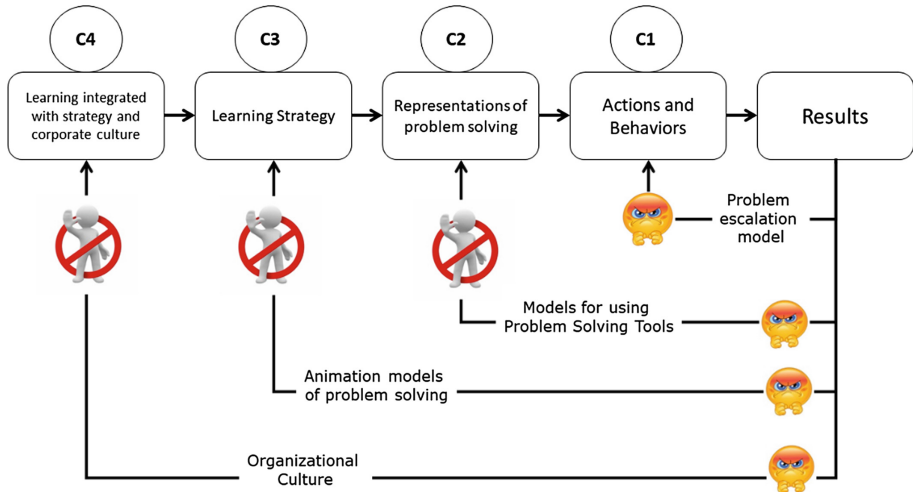 C4
C3
C2
C1
Learning integrated
with strategy and
corporate culture
Learning Strategy
Representations of
problem solving
Actions and
Behaviors
Results
Problem
escalation
model
Models for using
Problem Solving Tools
Animation models
of problem solving
Organizational
Culture